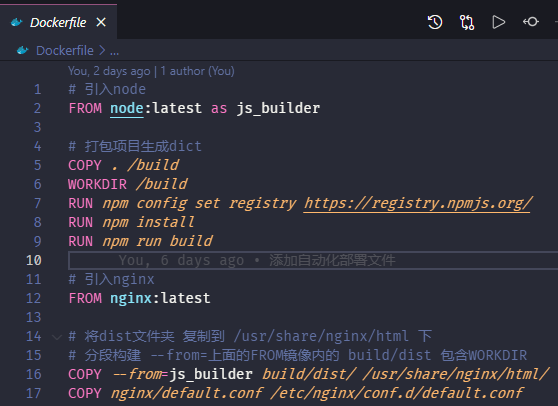 Dockerfile
Dockerfile > ...
You, 2 days ago | 1 author (You)
1 # 引入node
2 FROM node:latest as js_builder
3
4 # 打包项目生成dict
5 COPY . /build
6 WORKDIR /build
7 RUN npm config set registry https://registry.npmjs.org/
8 RUN npm install
9 RUN npm run build
10 You, 6 days ago • 添加自动化部署文件
11 # 引入nginx
12 FROM nginx:latest
13
14 # 将dist文件夹 复制到 /usr/share/nginx/html 下
15 # 分段构建 --from=上面的FROM镜像内的 build/dist 包含WORKDIR
16 COPY --from=js_builder build/dist/ /usr/share/nginx/html/
17 COPY nginx/default.conf /etc/nginx/conf.d/default.conf